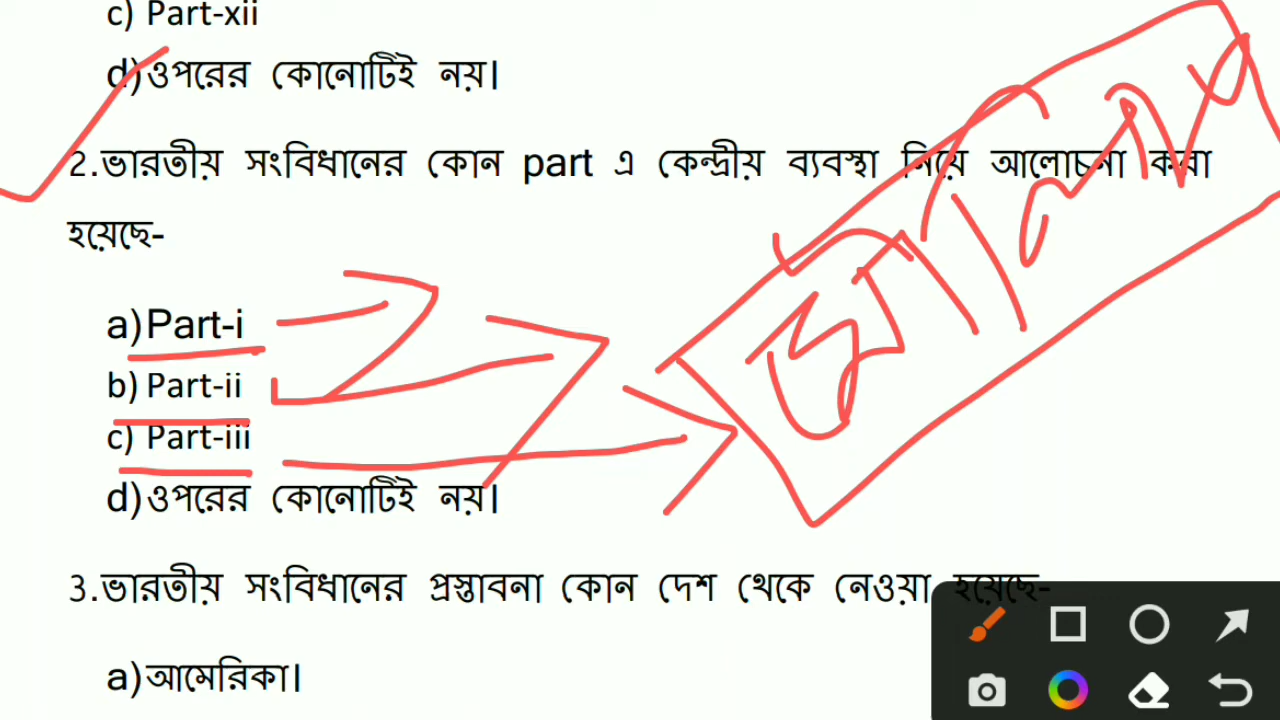 c) Part-xii
d)ওপরের কোনোটিই নয়।
2.ভারতীয় সংবিধানের কোন part এ কেন্দ্রীয় ব্যবস্থা নিয়ে আলোচনা করা
হয়েছে-
a)Part-i
b) Part-ii
c) Part-iii
d)ওপরের কোনোটিই নয়।
3.ভারতীয় সংবিধানের প্রস্তাবনা কোন দেশ থেকে নেওয়া হয়েছে-
a)আমেরিকা।